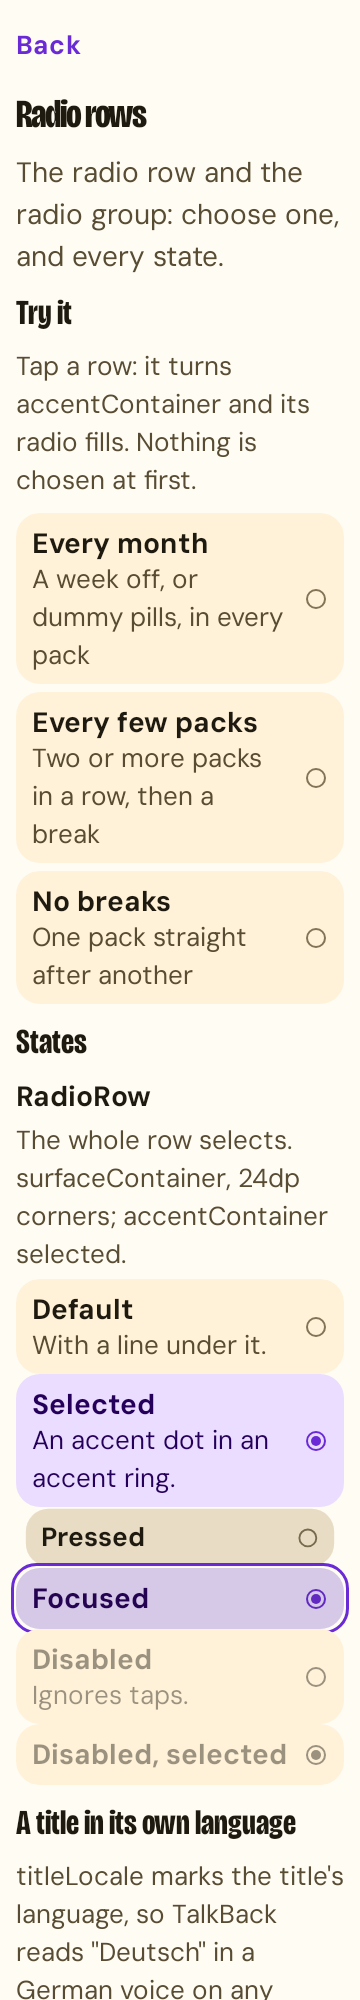 Back
Radio rows
The radio row and the
radio group: choose one,
and every state.
Try it
Tap a row: it turns
accentContainer and its
radio fills. Nothing is
chosen at first.
Every month
A week off, or
dummy pills, in every
pack
Every few packs
Two or more packs
in a row, then a
break
No breaks
One pack straight
after another
States
RadioRow
The whole row selects.
surfaceContainer, 24dp
corners; accentContainer
selected.
Default
With a line under it.
Selected
An accent dot in an
accent ring.
Pressed
Focused
Disabled
Ignores taps.
Disabled, selected
A title in its own language
titleLocale marks the title's
language, so TalkBack
reads "Deutsch" in a
German voice on any